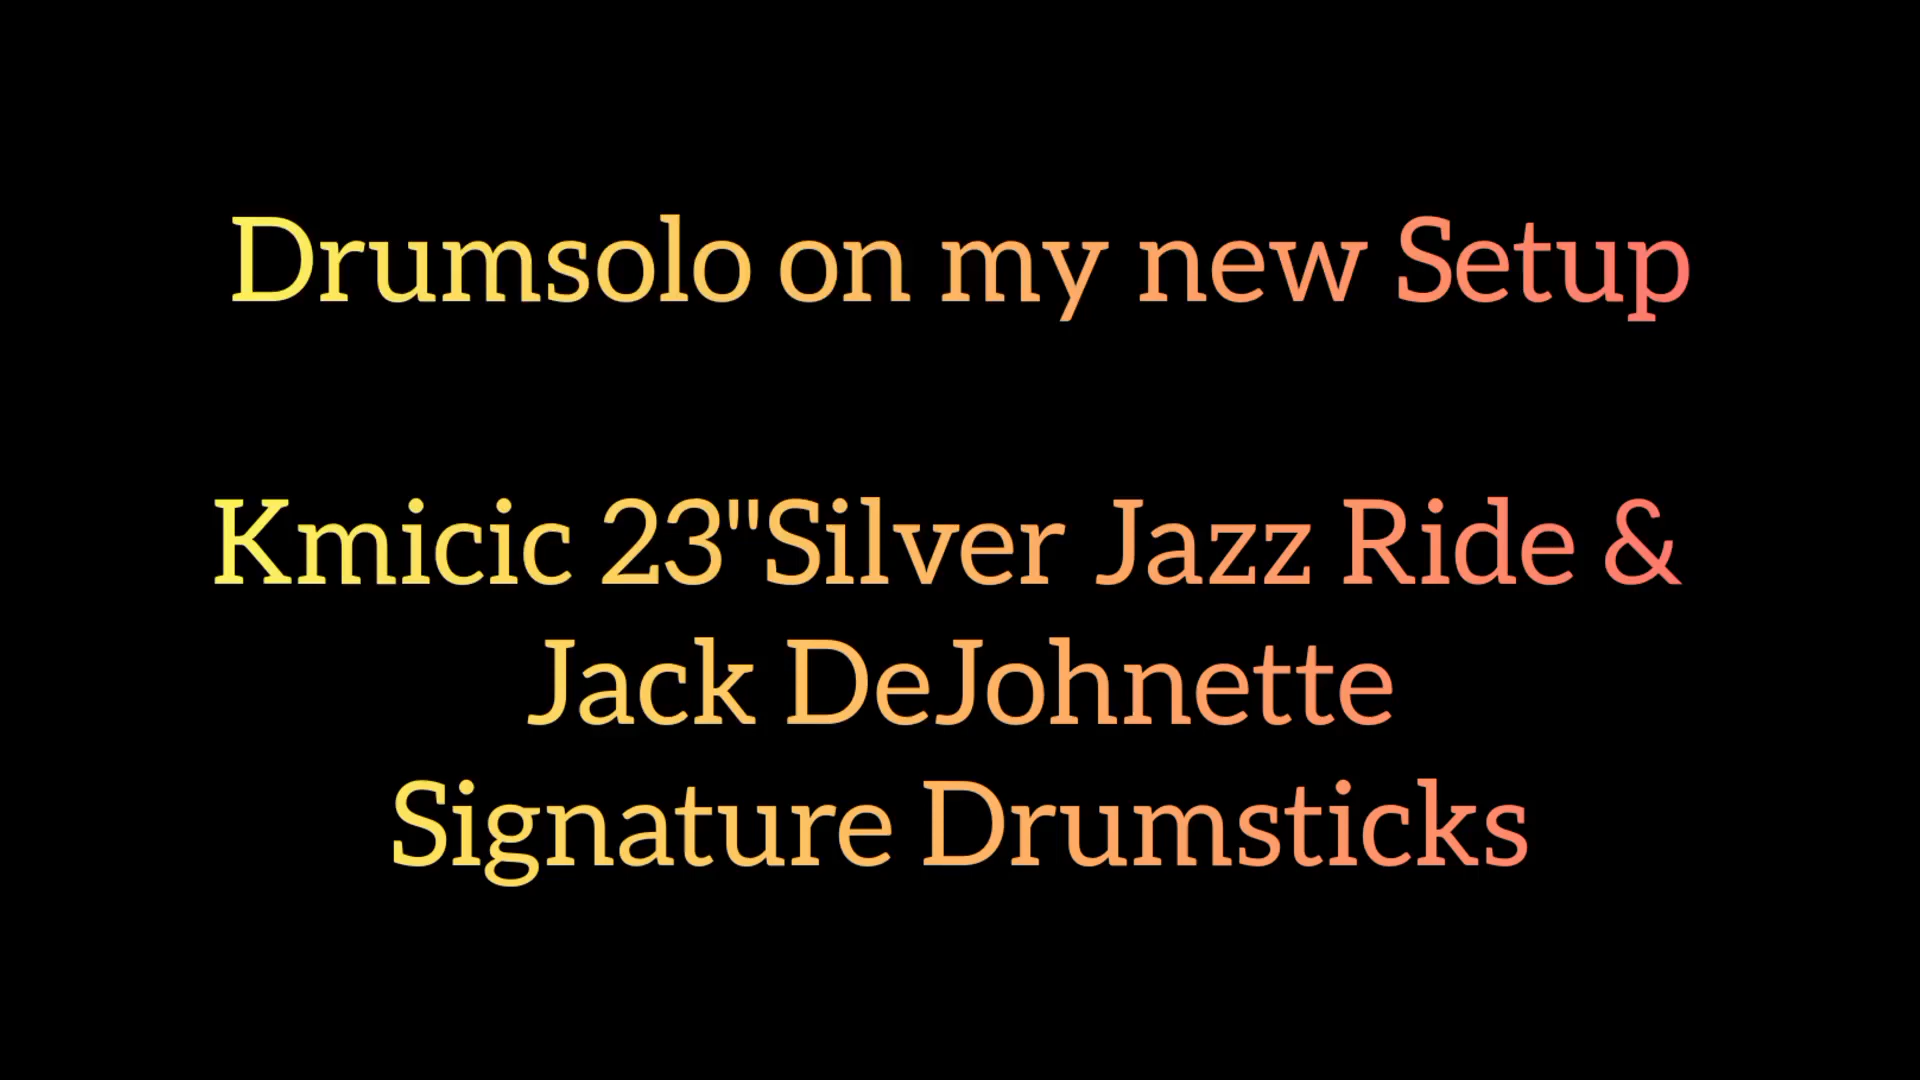 Drumsolo on my new Setup
Kmicic 23"Silver Jazz Ride &
Jack DeJohnette
Signature Drumsticks